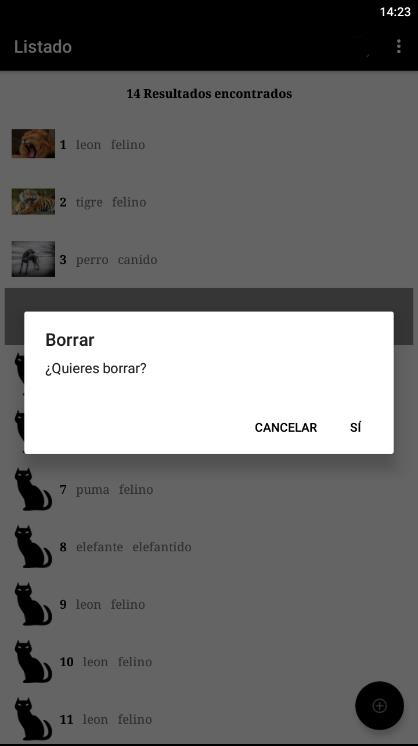 14:23
Listado
14 Resultados encontrados
1 leon felino
2 tigre felino
3 perro canido
Borrar
¿Quieres borrar?
CANCELAR SÍ
7 puma felino
8 elefante elefantido
9 leon felino
10 leon felino
11 leon felino